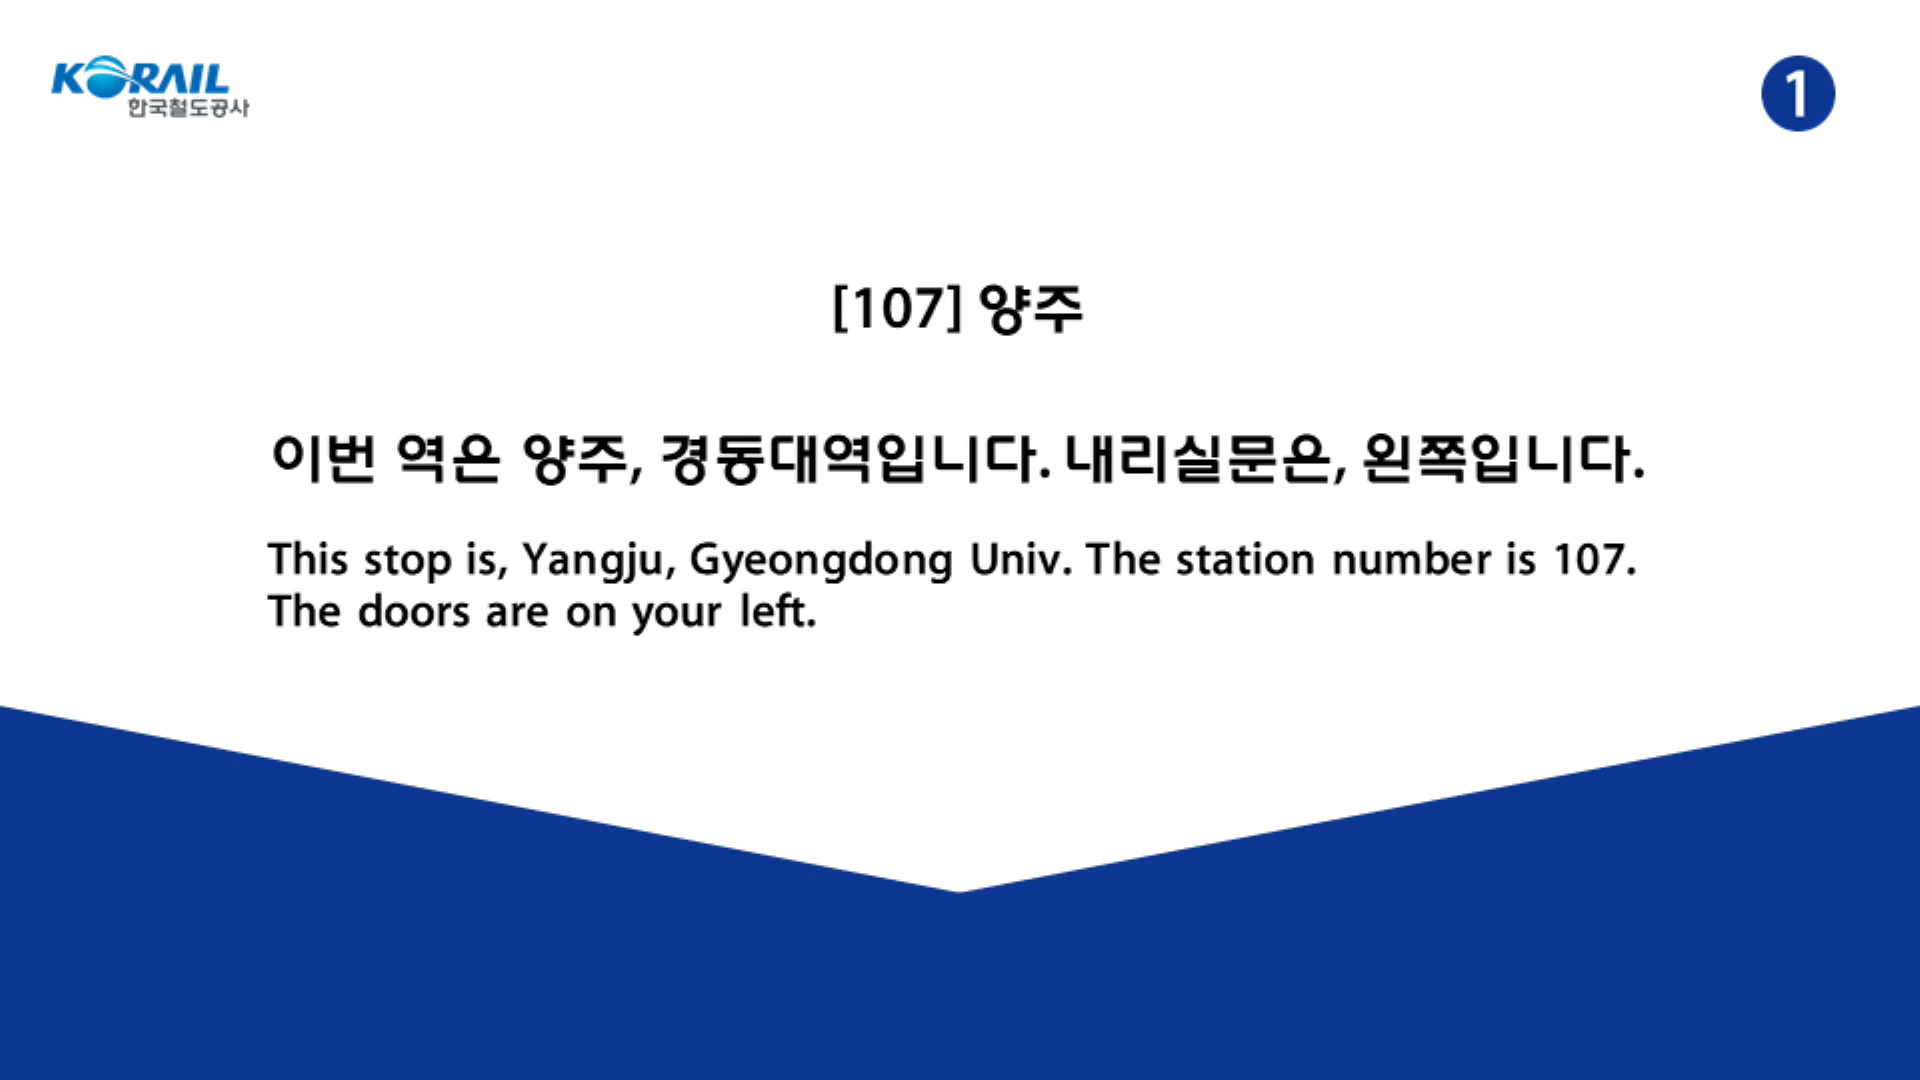 KORAIL
한국철도공사
1
[107] 양주
이번 역은 양주, 경동대역입니다. 내리실문은, 왼쪽입니다.
This stop is, Yangju, Gyeongdong Univ. The station number is 107.
The doors are on your left.